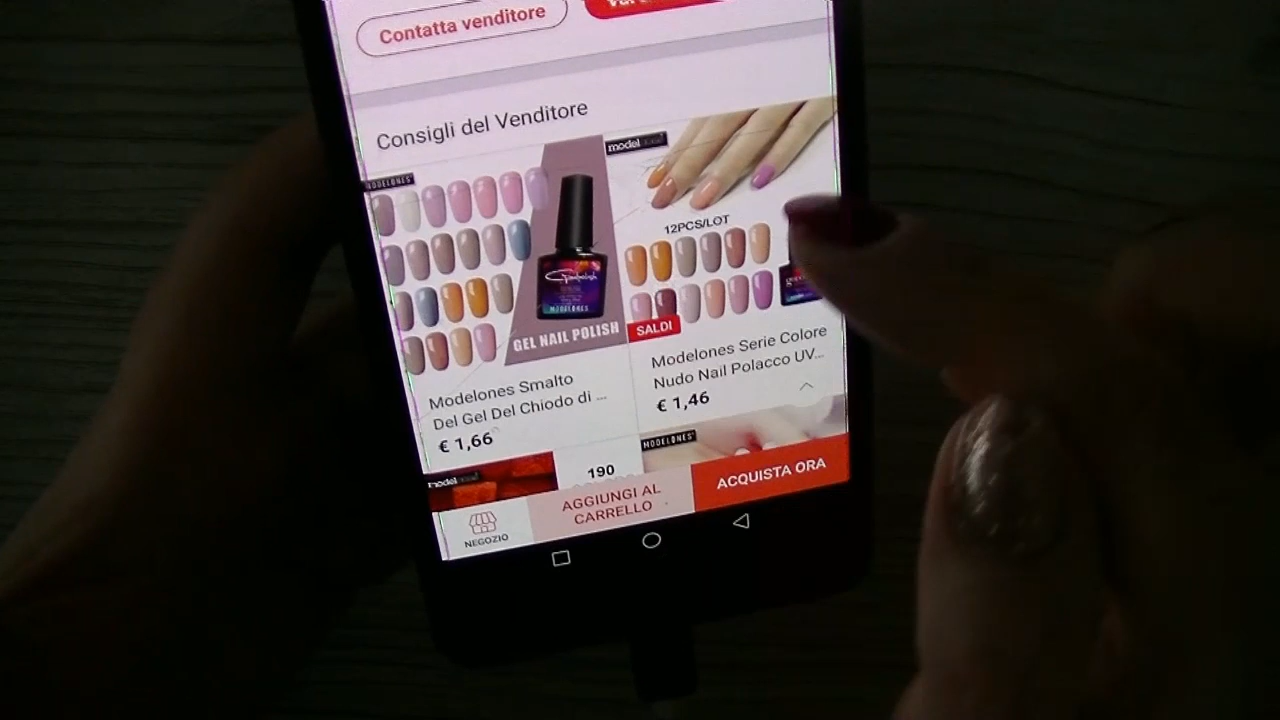 Contatta venditore
Consigli del Venditore
MODELONES
12PCS/LOT
GEL NAIL POLISH
MODELONES
SALDI
Modelones Smalto
Del Gel Del Chiodo di ...
€ 1,66
Modelones Serie Colore
Nudo Nail Polacco UV...
€ 1,46
190
MODELONES
NEGOZIO
AGGIUNGI AL
CARRELLO
ACQUISTA ORA